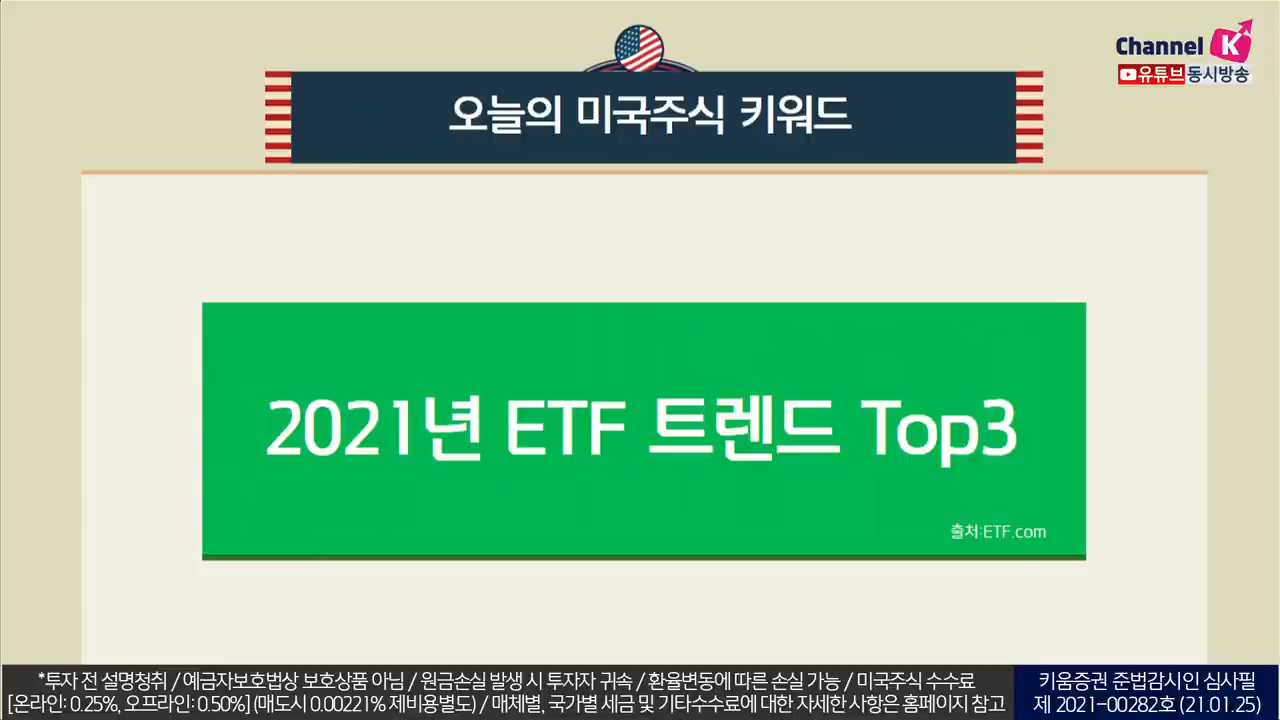 Channel K
유튜브 동시방송
오늘의 미국주식 키워드
2021년 ETF 트렌드 Top3
출처:ETF.com
*투자 전 설명청취 / 예금자보호법상 보호상품 아님 / 원금손실 발생 시 투자자 귀속 / 환율변동에 따른 손실 가능 / 미국주식 수수료
[온라인: 0.25%, 오프라인: 0.50%] (매도시 0.00221% 제비용별도) / 매체별, 국가별 세금 및 기타수수료에 대한 자세한 사항은 홈페이지 참고
키움증권 준법감시인 심사필
제 2021-00282호 (21.01.25)